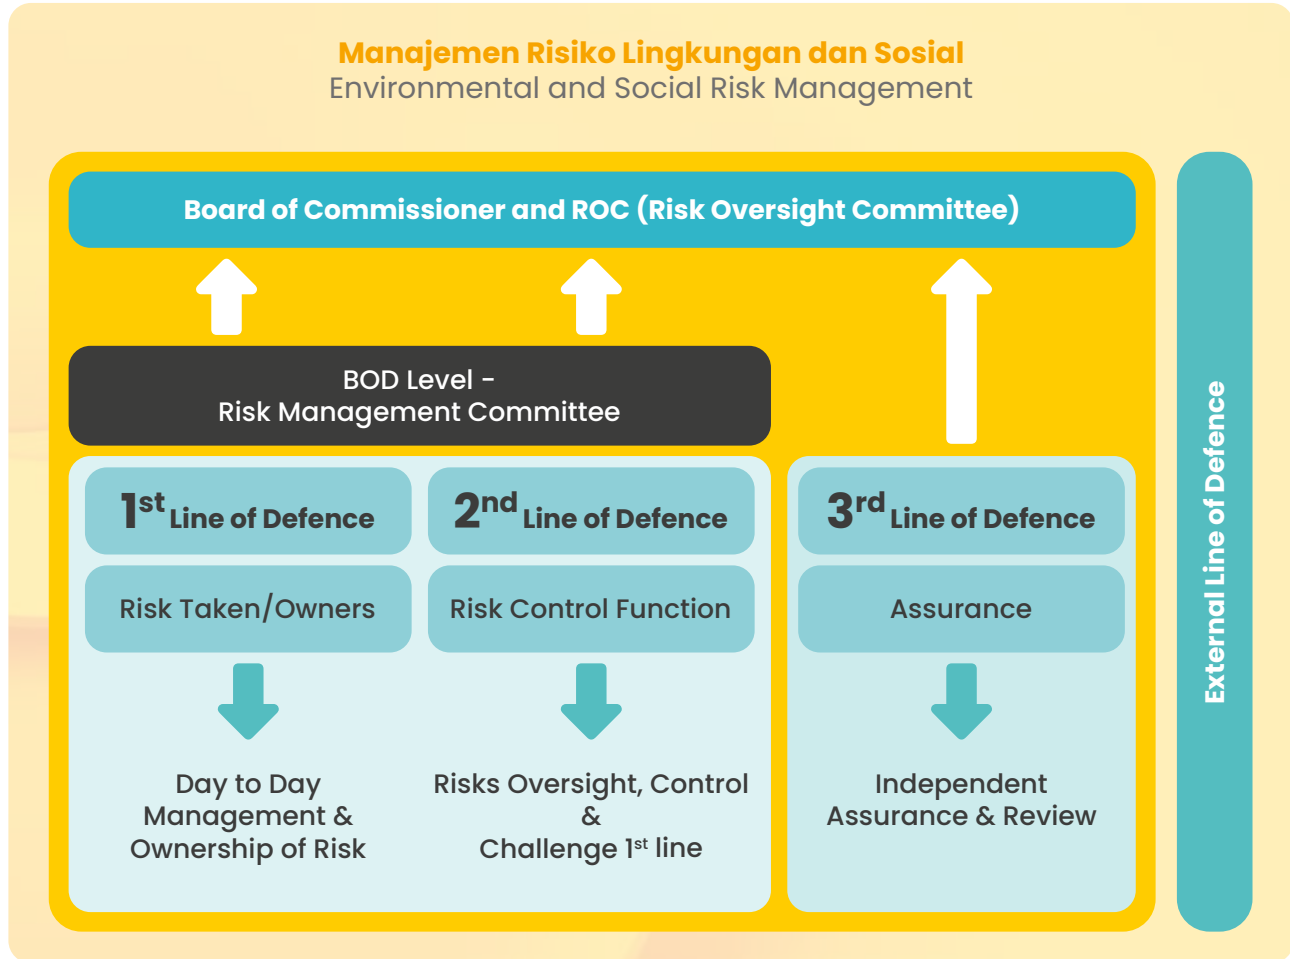 Manajemen Risiko Lingkungan dan Sosial
Environmental and Social Risk Management
Board of Commissioner and ROC (Risk Oversight Committee)
BOD Level -
Risk Management Committee
1st Line of Defence
Risk Taken/Owners
Day to Day
Management &
Ownership of Risk
2nd Line of Defence
Risk Control Function
Risks Oversight, Control
&
Challenge 1st line
3rd Line of Defence
Assurance
Independent
Assurance & Review
External Line of Defence